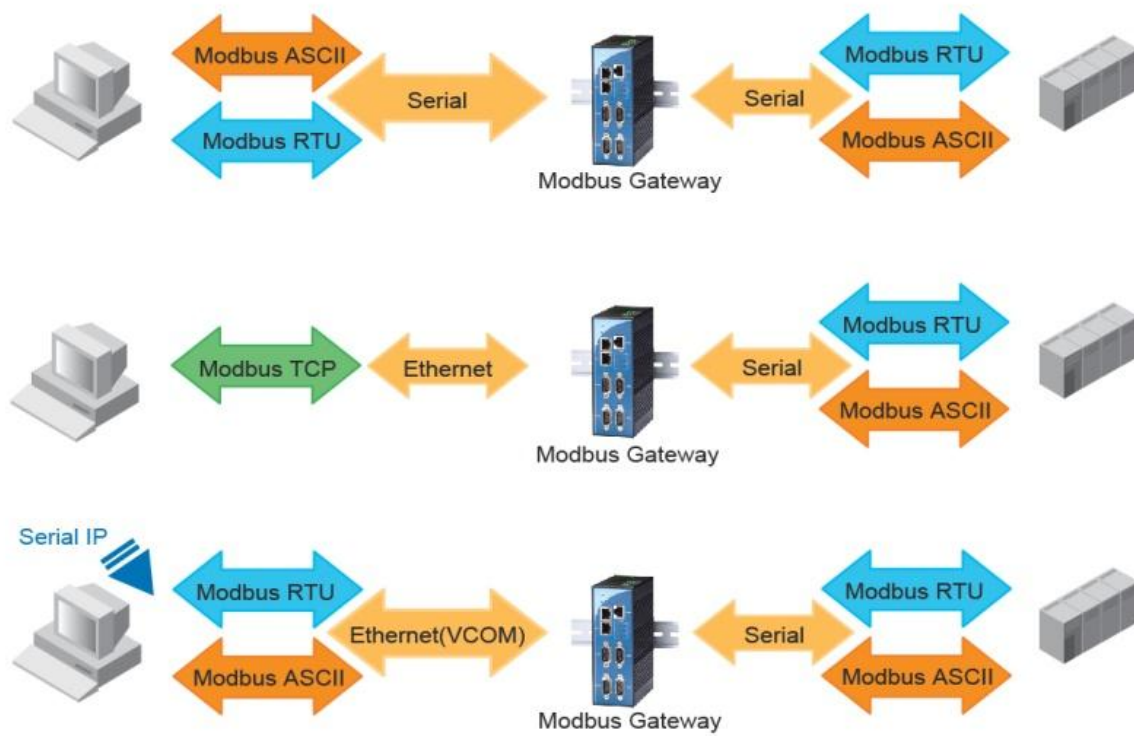 Modbus ASCII
Modbus RTU
Serial
Modbus Gateway
Serial
Modbus RTU
Modbus ASCII
Modbus TCP
Ethernet
Modbus Gateway
Serial
Modbus RTU
Modbus ASCII
Serial IP
Modbus RTU
Modbus ASCII
Ethernet(VCOM)
Modbus Gateway
Serial
Modbus RTU
Modbus ASCII